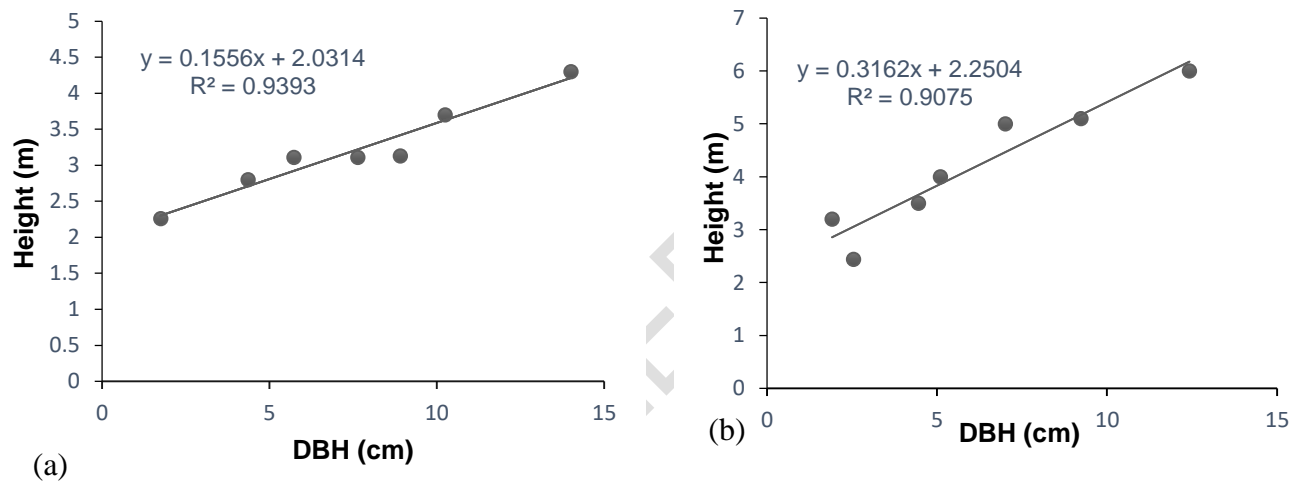 5
4.5
4
3.5
3
2.5
2
1.5
1
0.5
0
y = 0.1556x + 2.0314
R² = 0.9393
Height (m)
0 5 10 15
DBH (cm)
(a)
7
6
5
4
3
2
1
0
y = 0.3162x + 2.2504
R² = 0.9075
Height (m)
0 5 10 15
DBH (cm)
(b)